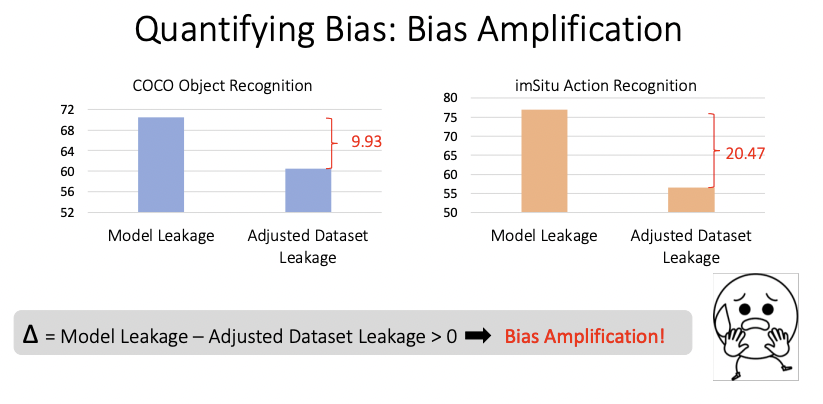 Quantifying Bias: Bias Amplification
COCO Object Recognition
72
68
64
60
56
52
9.93
Model Leakage
Adjusted Dataset
Leakage
imSitu Action Recognition
80
75
70
65
60
55
50
20.47
Model Leakage
Adjusted Dataset
Leakage
Δ = Model Leakage – Adjusted Dataset Leakage > 0 ➡ Bias Amplification!